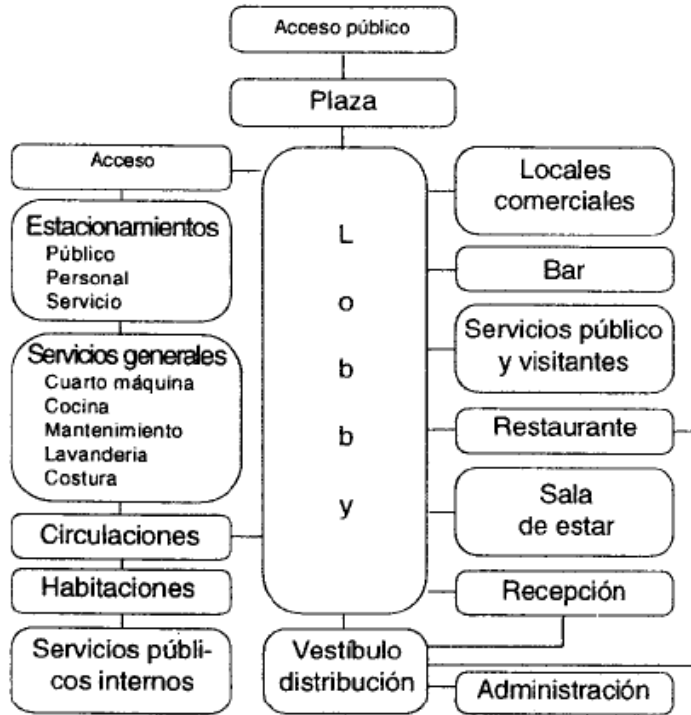 Acceso público
Plaza
Acceso
Estacionamientos
Público
Personal
Servicio
Servicios generales
Cuarto máquina
Cocina
Mantenimiento
Lavanderia
Costura
Circulaciones
Habitaciones
Servicios públi-
cos internos
L
o
b
b
y
Locales
comerciales
Bar
Servicios público
y visitantes
Restaurante
Sala
de estar
Recepción
Vestíbulo
distribución
Administración